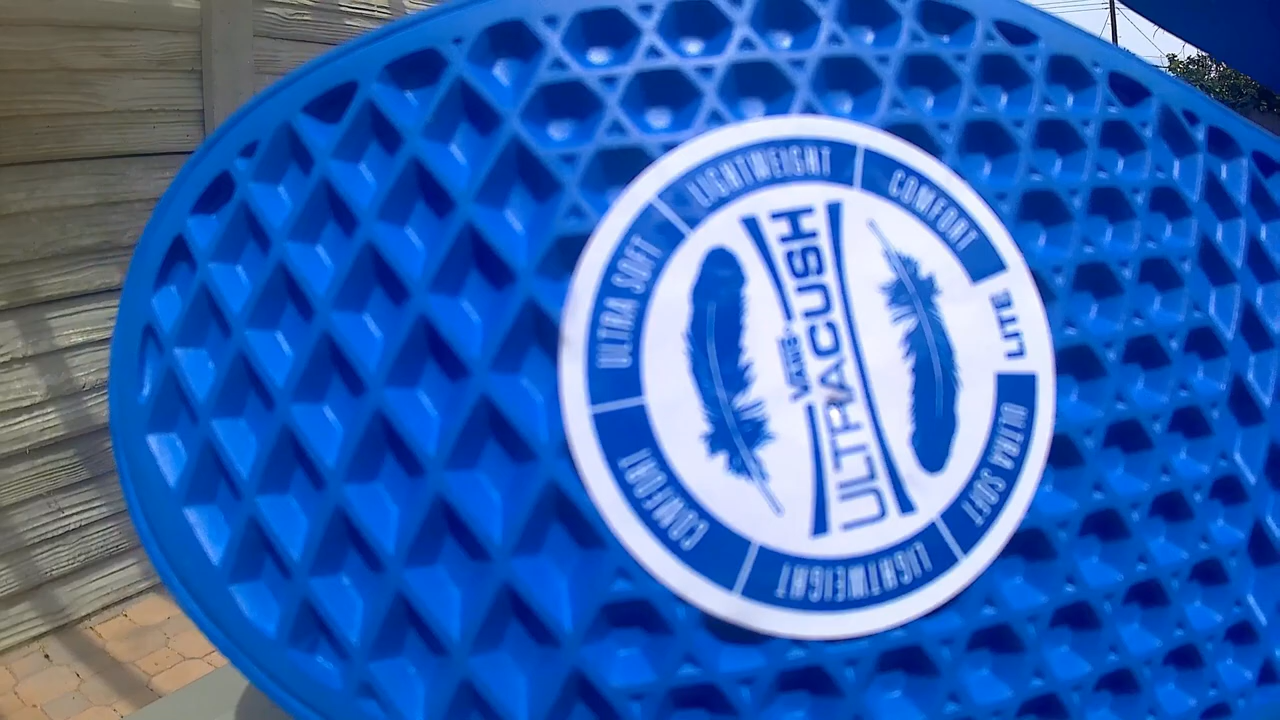 LIGHTWEIGHT
COMFORT
LITE
ULTRA SOFT
LIGHTWEIGHT
COMFORT
ULTRA SOFT
VANS
ULTRACUSH